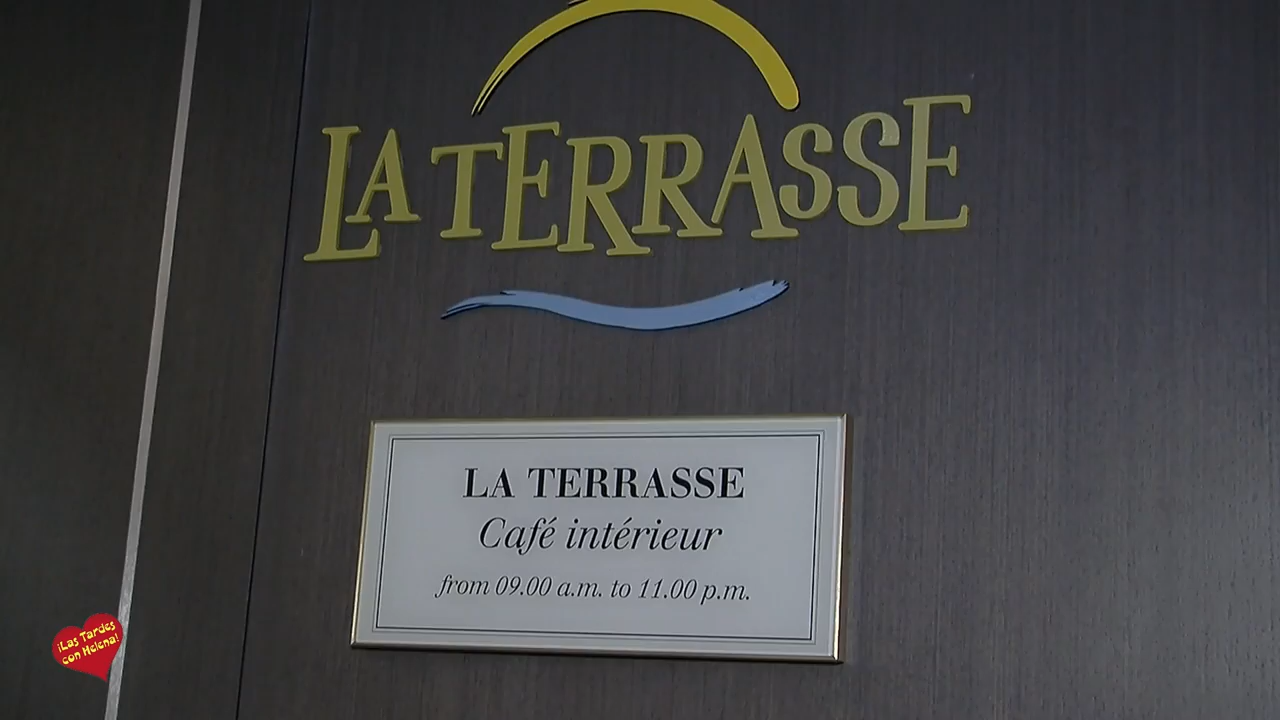 LA TERRASSE
LA TERRASSE
Café intérieur
from 09.00 a.m. to 11.00 p.m.
¡Las Tardes
con Helena!